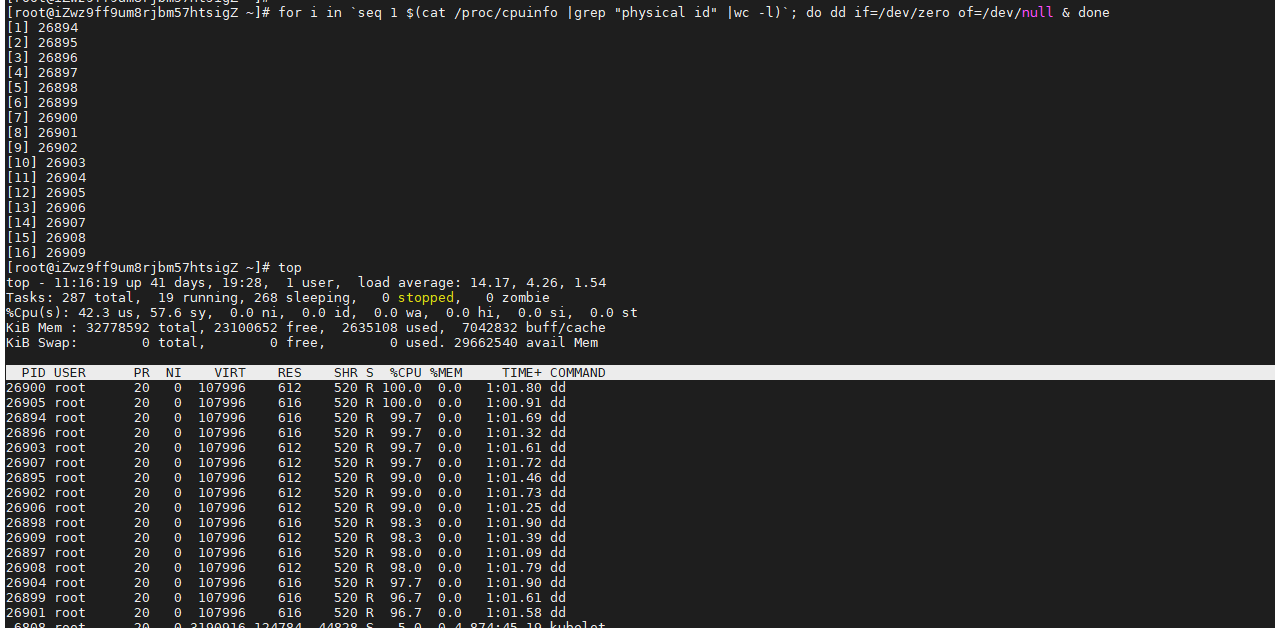 [root@iZwz9ff9um8rjbm57htsigZ ~]#
[root@iZwz9ff9um8rjbm57htsigZ ~]# for i in `seq 1 $(cat /proc/cpuinfo |grep "physical id" |wc -l)`; do dd if=/dev/zero of=/dev/null & done
[1] 26894
[2] 26895
[3] 26896
[4] 26897
[5] 26898
[6] 26899
[7] 26900
[8] 26901
[9] 26902
[10] 26903
[11] 26904
[12] 26905
[13] 26906
[14] 26907
[15] 26908
[16] 26909
[root@iZwz9ff9um8rjbm57htsigZ ~]# top
top - 11:16:19 up 41 days, 19:28,  1 user,  load average: 14.17, 4.26, 1.54
Tasks: 287 total,  19 running, 268 sleeping,   0 stopped,   0 zombie
%Cpu(s): 42.3 us, 57.6 sy,  0.0 ni,  0.0 id,  0.0 wa,  0.0 hi,  0.0 si,  0.0 st
KiB Mem : 32778592 total, 23100652 free,  2635108 used,  7042832 buff/cache
KiB Swap:        0 total,        0 free,        0 used. 29662540 avail Mem
  PID USER      PR  NI    VIRT    RES    SHR S  %CPU %MEM     TIME+ COMMAND
26900 root      20   0  107996    612    520 R 100.0  0.0   1:01.80 dd
26905 root      20   0  107996    616    520 R 100.0  0.0   1:00.91 dd
26894 root      20   0  107996    616    520 R  99.7  0.0   1:01.69 dd
26896 root      20   0  107996    616    520 R  99.7  0.0   1:01.32 dd
26903 root      20   0  107996    612    520 R  99.7  0.0   1:01.61 dd
26907 root      20   0  107996    612    520 R  99.7  0.0   1:01.72 dd
26895 root      20   0  107996    612    520 R  99.0  0.0   1:01.46 dd
26902 root      20   0  107996    612    520 R  99.0  0.0   1:01.73 dd
26906 root      20   0  107996    612    520 R  99.0  0.0   1:01.25 dd
26898 root      20   0  107996    616    520 R  98.3  0.0   1:01.90 dd
26909 root      20   0  107996    612    520 R  98.3  0.0   1:01.39 dd
26897 root      20   0  107996    616    520 R  98.0  0.0   1:01.09 dd
26908 root      20   0  107996    612    520 R  98.0  0.0   1:01.79 dd
26904 root      20   0  107996    616    520 R  97.7  0.0   1:01.90 dd
26899 root      20   0  107996    616    520 R  96.7  0.0   1:01.61 dd
26901 root      20   0  107996    616    520 R  96.7  0.0   1:01.58 dd
 6808 root      20   0 3190916 124784  44828 S   5.0  0.4 874:45.19 kubelet